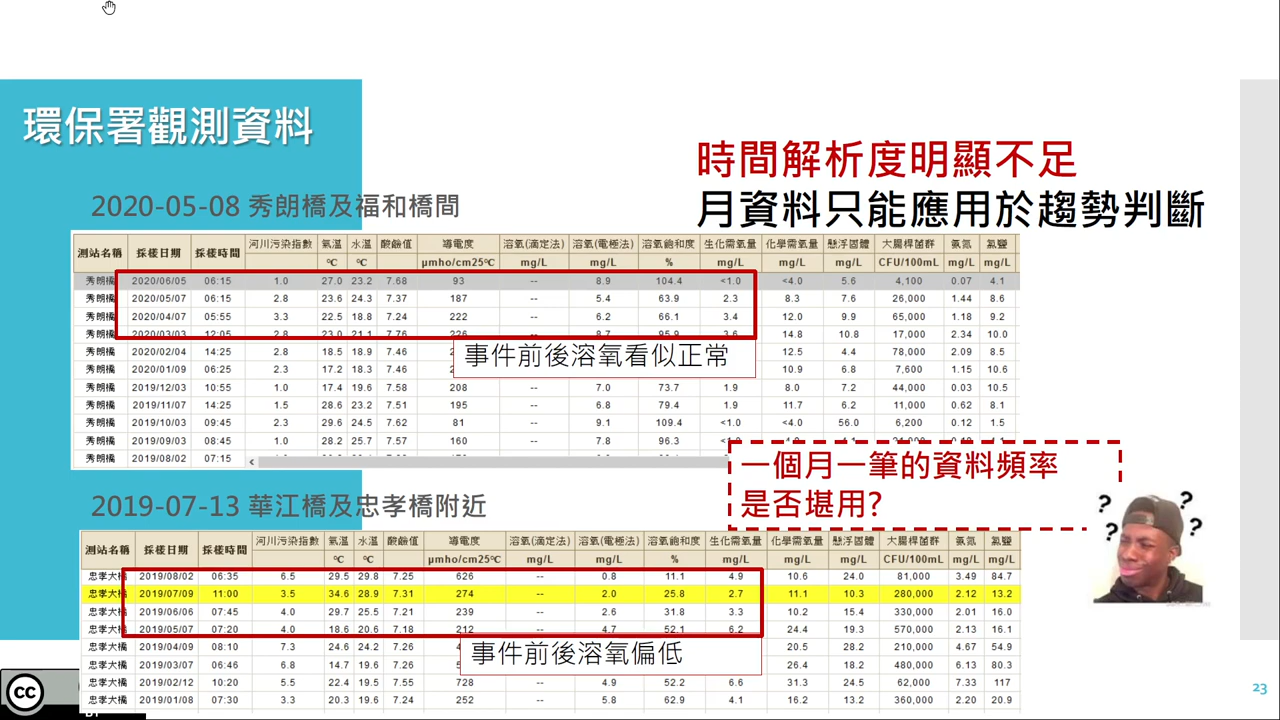 環保署觀測資料
時間解析度明顯不足
月資料只能應用於趨勢判斷
2020-05-08 秀朗橋及福和橋間
測站名稱 採樣日期 採樣時間 河川污染指數 氣溫 水溫 酸鹼值 導電度 溶氧(滴定法) 溶氧(電極法) 溶氧飽和度 生化需氧量 化學需氧量 懸浮固體 大腸桿菌群 氨氮 氯鹽
℃ ℃ μmho/cm25℃ mg/L mg/L % mg/L mg/L mg/L CFU/100mL mg/L mg/L
秀朗橋 2020/06/05 06:15 1.0 27.0 23.2 7.68 93 -- 8.9 104.4 <1.0 <4.0 5.6 4,100 0.07 4.1
秀朗橋 2020/05/07 06:15 2.8 23.6 24.3 7.37 187 -- 5.4 63.9 2.3 8.3 7.6 26,000 1.44 8.6
秀朗橋 2020/04/07 05:55 3.3 22.5 18.8 7.24 222 -- 6.2 66.1 3.4 12.0 9.9 65,000 1.18 9.2
秀朗橋 2020/03/03 12:05 2.8 23.0 21.1 7.76 226 -- 8.7 95.9 3.6 14.8 10.8 17,000 2.34 10.0
秀朗橋 2020/02/04 14:25 2.8 18.5 18.9 7.46 12.5 4.4 78,000 2.09 8.5
事件前後溶氧看似正常
秀朗橋 2020/01/09 06:25 2.3 17.2 18.3 7.46 10.9 6.8 7,600 1.15 10.6
秀朗橋 2019/12/03 10:55 1.0 17.4 19.6 7.58 208 -- 7.0 73.7 1.9 8.0 7.2 44,000 0.03 10.5
秀朗橋 2019/11/07 14:25 1.5 28.6 23.2 7.51 195 -- 6.8 79.4 1.9 11.7 6.2 11,000 0.62 8.1
秀朗橋 2019/10/03 09:45 2.3 29.6 24.5 7.62 81 -- 9.1 109.4 <1.0 <4.0 56.0 6,200 0.12 1.5
秀朗橋 2019/09/03 08:45 1.0 28.2 25.7 7.57 160 -- 7.8 96.3
秀朗橋 2019/08/02 07:15
一個月一筆的資料頻率
是否堪用?
2019-07-13 華江橋及忠孝橋附近
測站名稱 採樣日期 採樣時間 河川污染指數 氣溫 水溫 酸鹼值 導電度 溶氧(滴定法) 溶氧(電極法) 溶氧飽和度 生化需氧量 化學需氧量 懸浮固體 大腸桿菌群 氨氮 氯鹽
℃ ℃ μmho/cm25℃ mg/L mg/L % mg/L mg/L mg/L CFU/100mL mg/L mg/L
忠孝大橋 2019/08/02 06:35 6.5 29.5 29.8 7.25 626 -- 0.8 11.1 4.9 10.6 24.0 81,000 3.49 84.7
忠孝大橋 2019/07/09 11:00 3.5 34.6 28.9 7.31 274 -- 2.0 25.8 2.7 11.1 10.3 280,000 2.12 13.2
忠孝大橋 2019/06/06 07:45 4.0 29.7 25.5 7.21 239 -- 2.6 31.8 3.3 10.2 15.4 330,000 2.01 16.0
忠孝大橋 2019/05/07 07:20 4.0 18.6 20.6 7.18 212 -- 4.7 52.1 6.2 24.4 19.3 570,000 2.13 16.1
忠孝大橋 2019/04/09 08:10 7.3 24.6 24.2 7.26 20.5 28.2 210,000 4.67 54.9
事件前後溶氧偏低
忠孝大橋 2019/03/07 06:46 6.8 14.7 19.6 7.26 26.4 18.2 480,000 6.13 80.3
忠孝大橋 2019/02/12 10:20 5.5 22.4 19.5 7.55 728 -- 4.9 52.2 6.6 31.3 24.5 62,000 3.33 117
忠孝大橋 2019/01/08 07:30 3.3 20.3 19.6 7.24 252 -- 5.8 62.9 4.1 16.2 13.2 360,000 2.20 20.9
? ? ? ?
cc
23